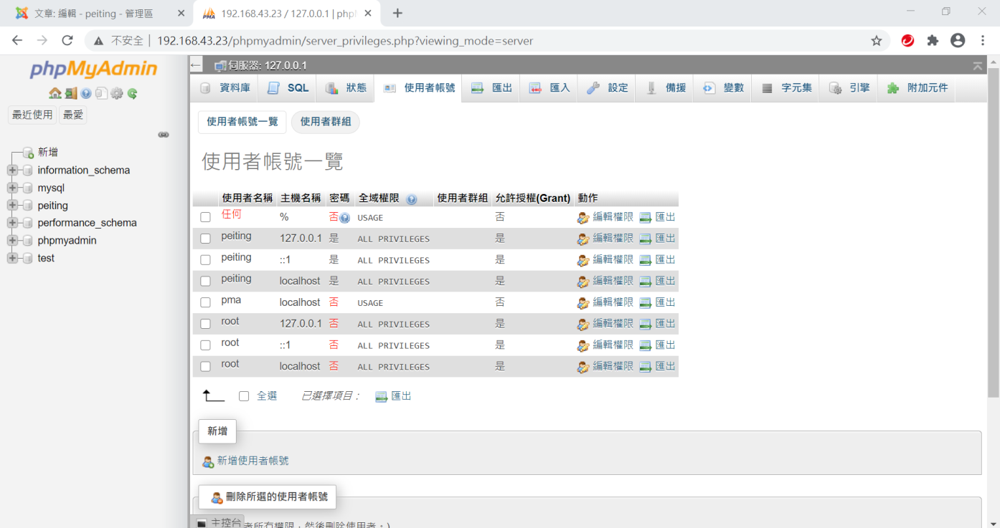 文章: 編輯 - peiting - 管理區
192.168.43.23 / 127.0.0.1 | php
不安全 | 192.168.43.23/phpmyadmin/server_privileges.php?viewing_mode=server
phpMyAdmin
最近使用 最愛
新增
information_schema
mysql
peiting
performance_schema
phpmyadmin
test
伺服器: 127.0.0.1
資料庫 SQL 狀態 使用者帳號 匯出 匯入 設定 備援 變數 字元集 引擎 附加元件
使用者帳號一覽 使用者群組
使用者帳號一覽
使用者名稱 主機名稱 密碼 全域權限 使用者群組 允許授權(Grant) 動作
任何 % 否 USAGE 否 編輯權限 匯出
peiting 127.0.0.1 是 ALL PRIVILEGES 是 編輯權限 匯出
peiting ::1 是 ALL PRIVILEGES 是 編輯權限 匯出
peiting localhost 是 ALL PRIVILEGES 是 編輯權限 匯出
pma localhost 否 USAGE 否 編輯權限 匯出
root 127.0.0.1 否 ALL PRIVILEGES 是 編輯權限 匯出
root ::1 否 ALL PRIVILEGES 是 編輯權限 匯出
root localhost 否 ALL PRIVILEGES 是 編輯權限 匯出
全選 已選擇項目： 匯出
新增
新增使用者帳號
刪除所選的使用者帳號
主控台 者所有權限，然後刪除使用者。)